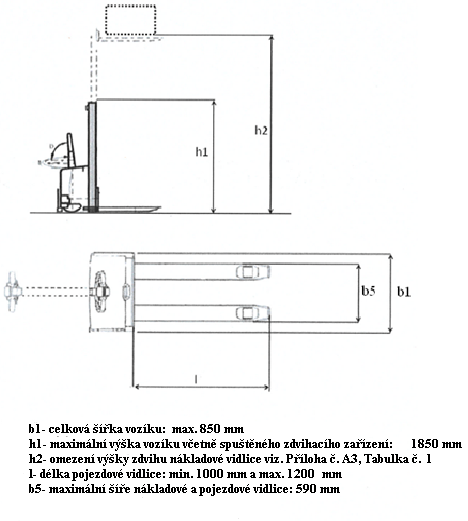 h2
h1
b5
b1
l
b1- celková šířka vozíku: max. 850 mm
h1- maximální výška vozíku včetně spuštěného zdvihacího zařízení: 1850 mm
h2- omezení výšky zdvihu nákladové vidlice viz. Příloha č. A3, Tabulka č. 1
l- délka pojezdové vidlice: min. 1000 mm a max. 1200 mm
b5- maximální šíře nákladové a pojezdové vidlice: 590 mm